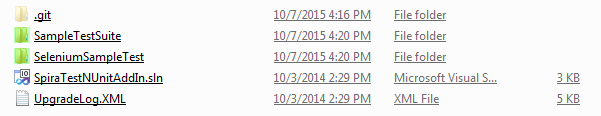 .git 10/7/2015 4:16 PM File folder
SampleTestSuite 10/7/2015 4:20 PM File folder
SeleniumSampleTest 10/7/2015 4:20 PM File folder
SpiraTestNUnitAddIn.sln 10/3/2014 2:29 PM Microsoft Visual S... 3 KB
UpgradeLog.XML 10/3/2014 2:29 PM XML File 5 KB